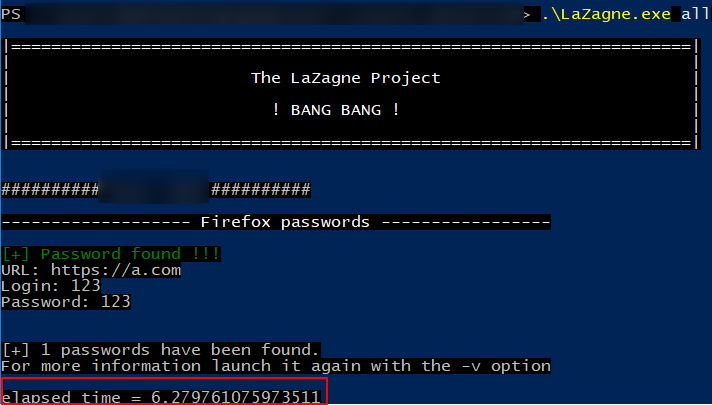 PS > .\LaZagne.exe all
|====================================================================|
| |
| The LaZagne Project |
| |
| ! BANG BANG ! |
| |
|====================================================================|
########## ##########
------------------- Firefox passwords -----------------
[+] Password found !!!
URL: https://a.com
Login: 123
Password: 123
[+] 1 passwords have been found.
For more information launch it again with the -v option
elapsed time = 6.279761075973511